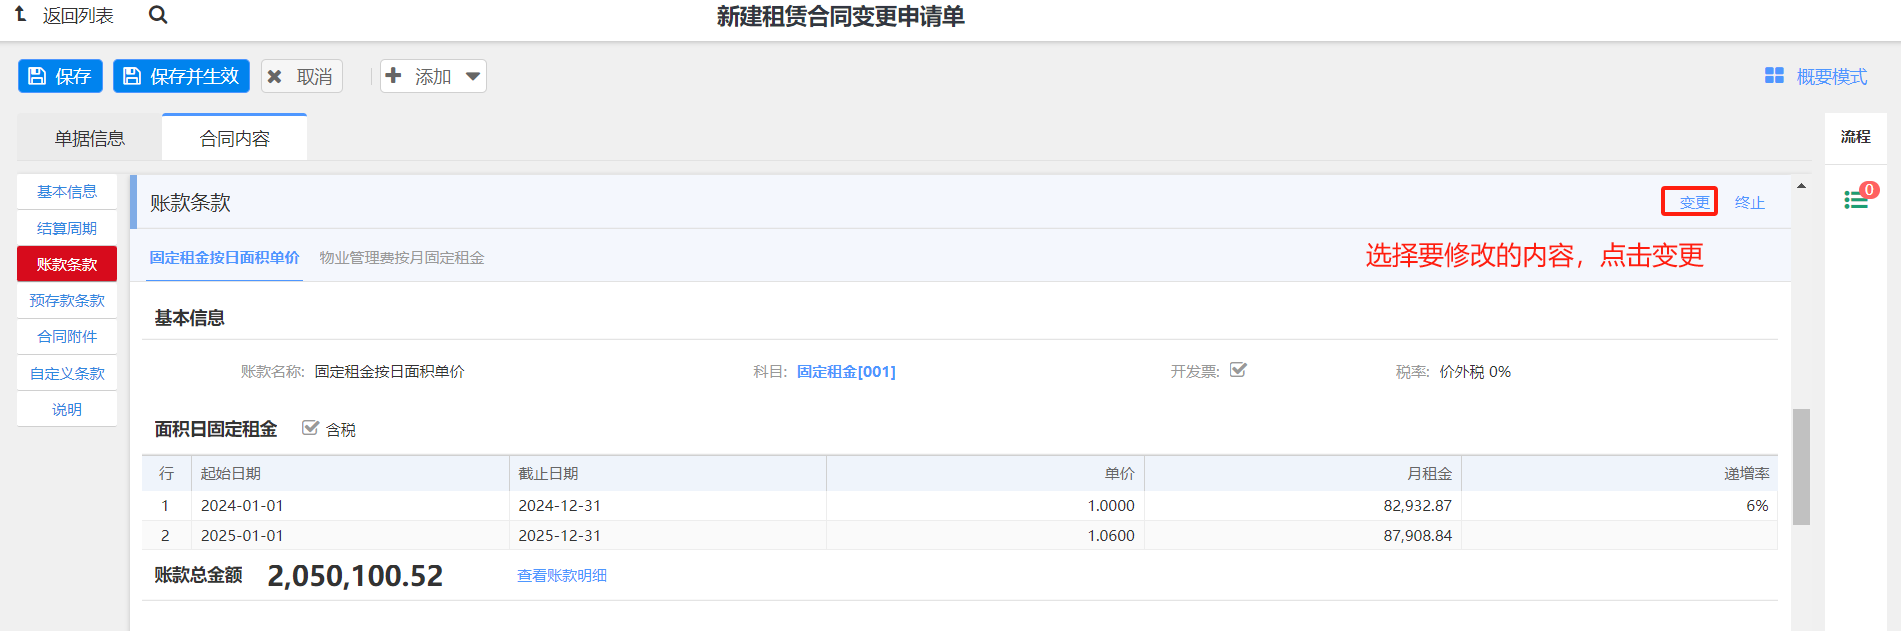 返回列表
新建租赁合同变更申请单
保存 保存并生效 取消 添加 概要模式
单据信息 合同内容 流程
基本信息
结算周期
账款条款
预存款条款
合同附件
自定义条款
说明
账款条款 变更 终止
0
固定租金按日面积单价 物业管理费按月固定租金
选择要修改的内容，点击变更
基本信息
账款名称: 固定租金按日面积单价 科目: 固定租金[001] 开发票: 税率: 价外税 0%
面积日固定租金 含税
行 起始日期 截止日期 单价 月租金 递增率
1 2024-01-01 2024-12-31 1.0000 82,932.87 6%
2 2025-01-01 2025-12-31 1.0600 87,908.84
账款总金额 2,050,100.52 查看账款明细